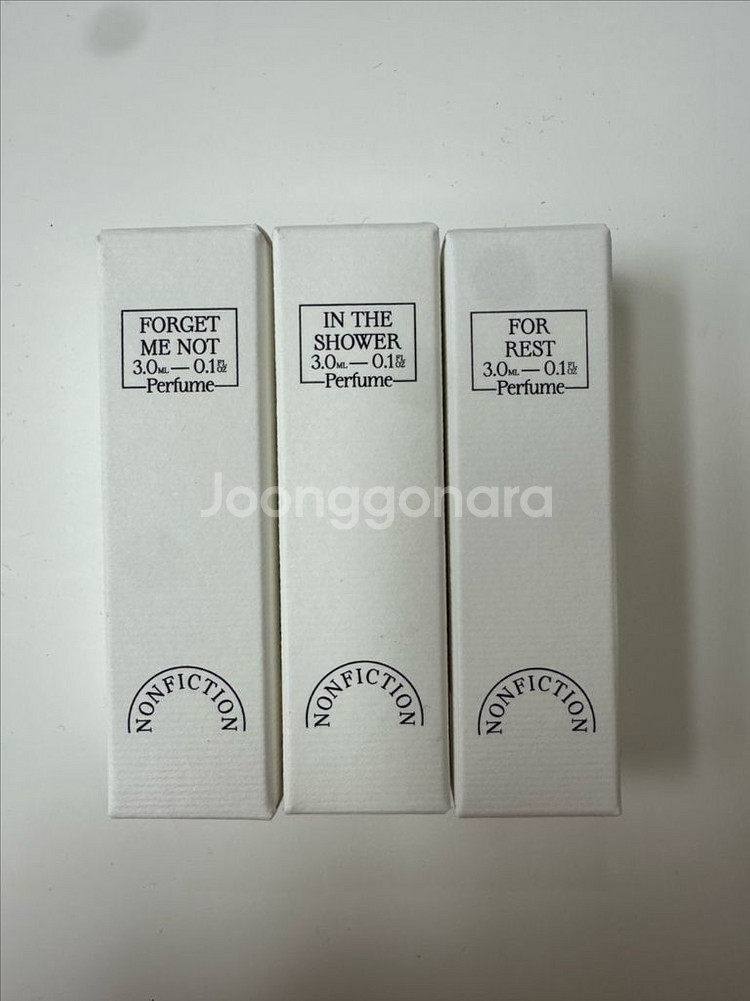 FORGET
ME NOT
3.0ML — 0.1FL OZ
Perfume
NONFICTION
IN THE
SHOWER
3.0ML — 0.1FL OZ
Perfume
NONFICTION
FOR
REST
3.0ML — 0.1FL OZ
Perfume
NONFICTION
Joonggonara